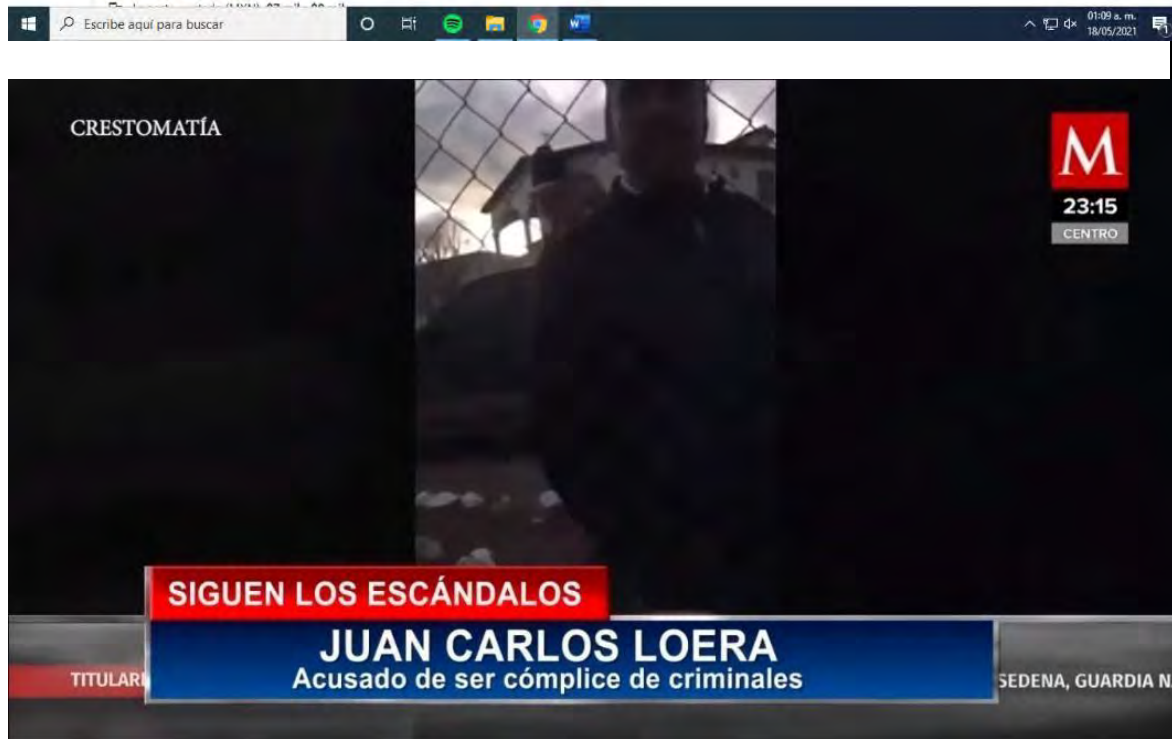 Escribe aquí para buscar
01:09 a. m.
18/05/2021
CRESTOMATÍA
M
23:15
CENTRO
SIGUEN LOS ESCÁNDALOS
JUAN CARLOS LOERA
Acusado de ser cómplice de criminales
SEDENA, GUARDIA